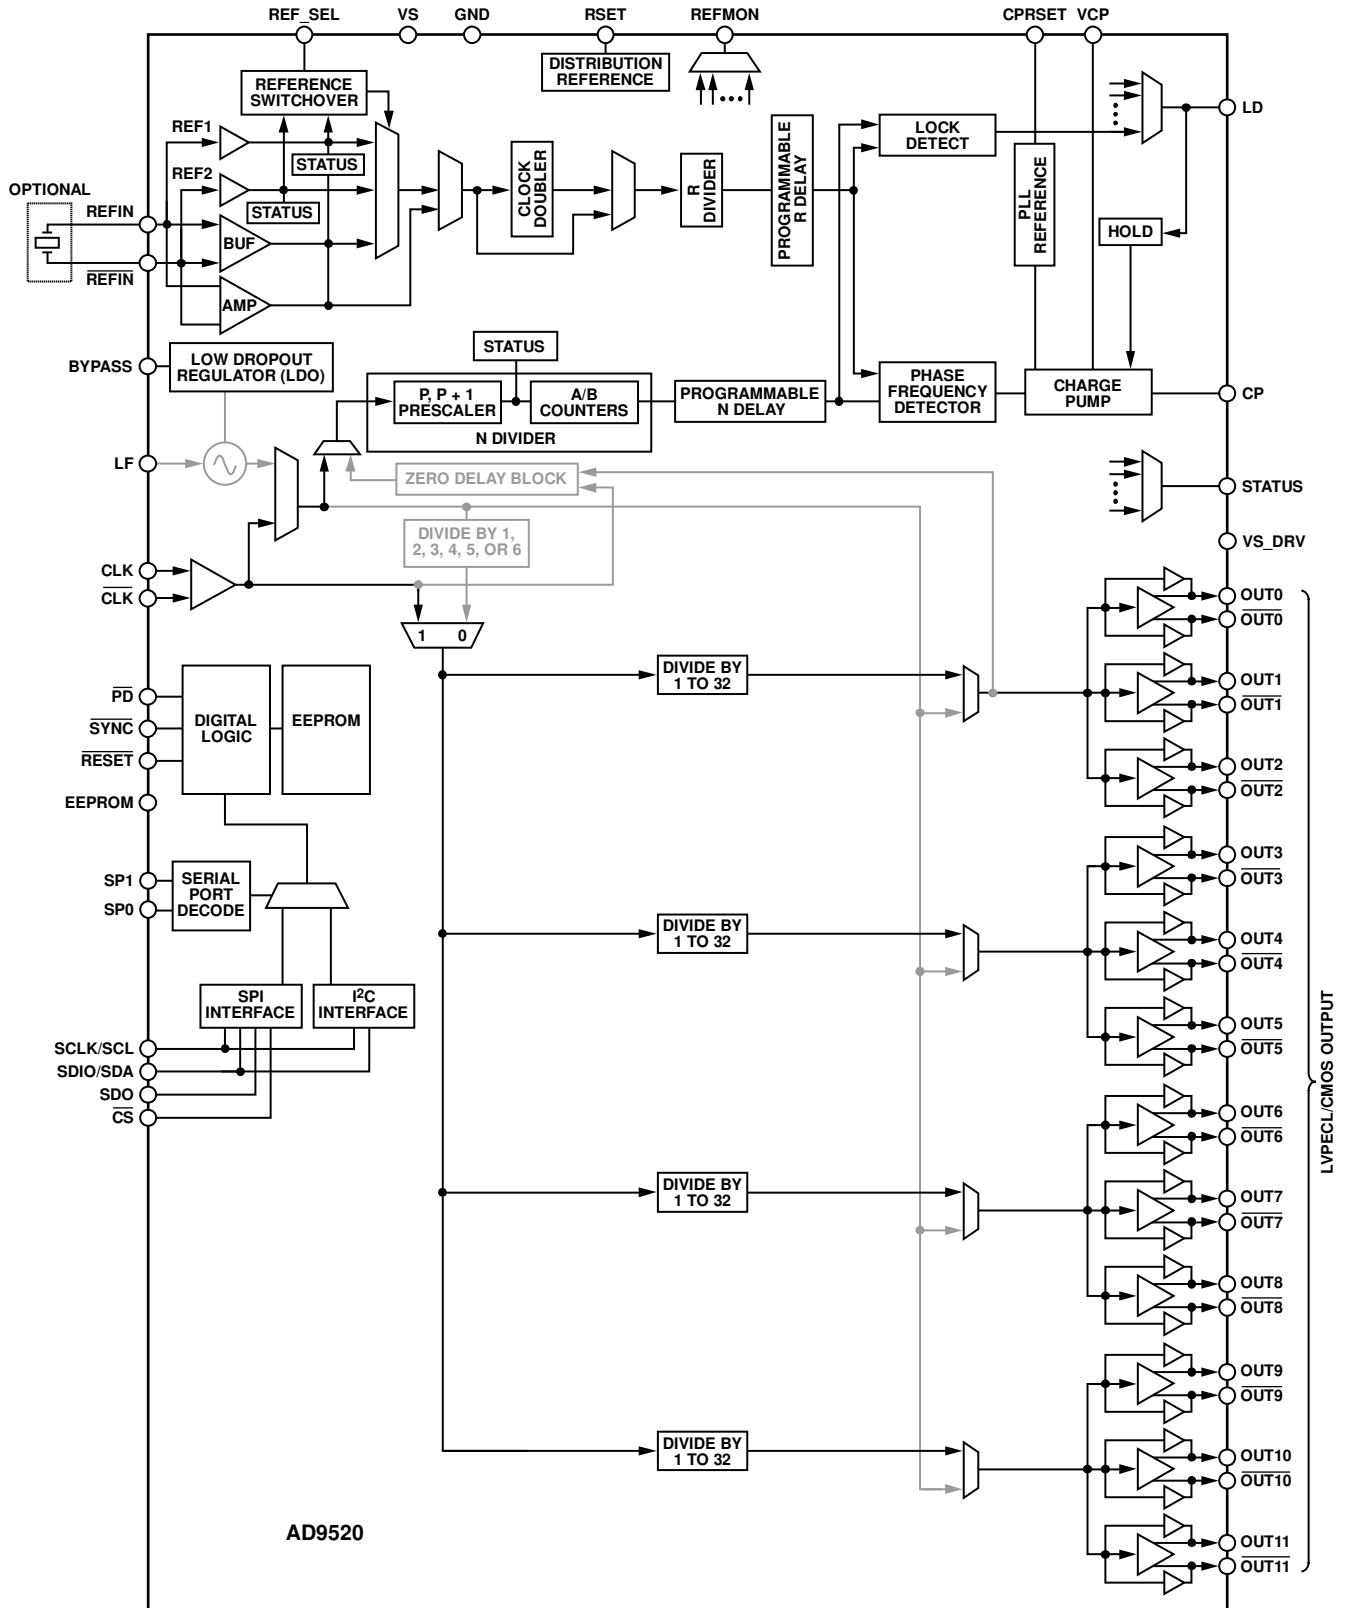 REF_SEL
VS
GND
RSET
REFMON
CPRSET
VCP
DISTRIBUTION
REFERENCE
REFERENCE
SWITCHOVER
LD
REF1
STATUS
REF2
STATUS
OPTIONAL
REFIN
REFIN
BUF
AMP
CLOCK
DOUBLER
R
DIVIDER
PROGRAMMABLE
R DELAY
LOCK
DETECT
PLL
REFERENCE
HOLD
BYPASS
LOW DROPOUT
REGULATOR (LDO)
STATUS
P, P + 1
PRESCALER
A/B
COUNTERS
N DIVIDER
PROGRAMMABLE
N DELAY
PHASE
FREQUENCY
DETECTOR
CHARGE
PUMP
CP
LF
ZERO DELAY BLOCK
STATUS
DIVIDE BY 1,
2, 3, 4, 5, OR 6
VS_DRV
CLK
CLK
1 0
OUT0
OUT0
DIVIDE BY
1 TO 32
OUT1
OUT1
OUT2
OUT2
PD
SYNC
RESET
EEPROM
DIGITAL
LOGIC
EEPROM
SP1
SP0
SERIAL
PORT
DECODE
OUT3
OUT3
DIVIDE BY
1 TO 32
OUT4
OUT4
OUT5
OUT5
SPI
INTERFACE
I2C
INTERFACE
SCLK/SCL
SDIO/SDA
SDO
CS
LVPECL/CMOS OUTPUT
OUT6
OUT6
DIVIDE BY
1 TO 32
OUT7
OUT7
OUT8
OUT8
OUT9
OUT9
DIVIDE BY
1 TO 32
OUT10
OUT10
OUT11
OUT11
AD9520